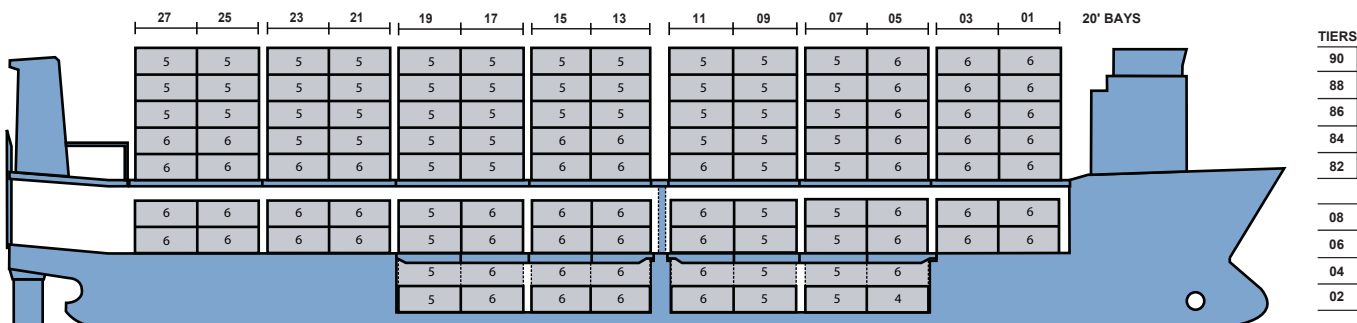 27 25 23 21 19 17 15 13 11 09 07 05 03 01 20' BAYS
TIERS
5 5 5 5 5 5 5 5 5 5 5 6 6 6 90
5 5 5 5 5 5 5 5 5 5 5 6 6 6 88
5 5 5 5 5 5 5 5 5 5 5 6 6 6 86
6 6 5 5 5 5 6 6 5 5 5 6 6 6 84
6 6 6 6 5 5 6 6 6 5 5 6 6 6 82
6 6 6 6 5 6 6 6 6 5 5 6 6 6 08
6 6 6 6 5 6 6 6 6 5 5 6 6 6 06
5 6 6 6 6 5 5 6 04
5 6 6 6 6 5 5 4 02